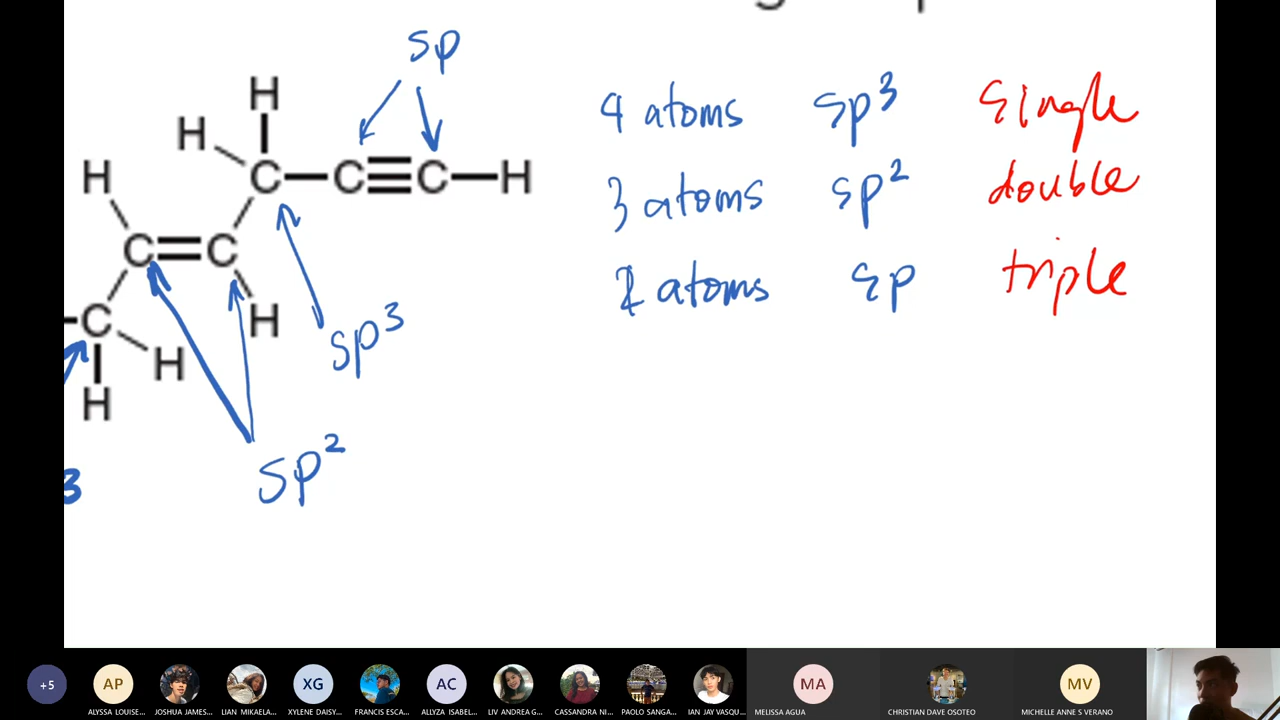 sp
H
H
H
C—C≡C—H
C=C
H
C
H
H
sp³
sp²
3
4 atoms sp³ single
3 atoms sp² double
2 atoms sp triple
+5
AP
XG
AC
MA
MV
ALYSSA LOUISE...
JOSHUA JAMES...
LIAN MIKAELA...
XYLENE DAISY...
FRANCIS ESCA...
ALLYZA ISABEL...
LIV ANDREA G...
CASSANDRA NI...
PAOLO SANGA...
IAN JAY VASQU...
MELISSA AGUA
CHRISTIAN DAVE OSOTEO
MICHELLE ANNE S VERANO